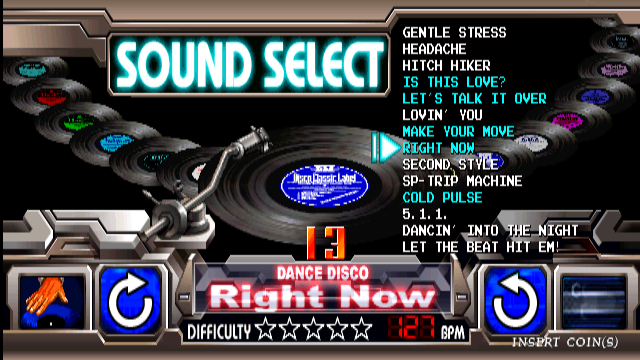 SOUND SELECT
GENTLE STRESS
HEADACHE
HITCH HIKER
IS THIS LOVE?
LET'S TALK IT OVER
LOVIN' YOU
MAKE YOUR MOVE
RIGHT NOW
SECOND STYLE
SP-TRIP MACHINE
COLD PULSE
5.1.1.
DANCIN' INTO THE NIGHT
LET THE BEAT HIT EM!
Disco Classic Label
13
DANCE DISCO
Right Now
DIFFICULTY ☆☆☆☆☆ 127 BPM
INSERT COIN(S)